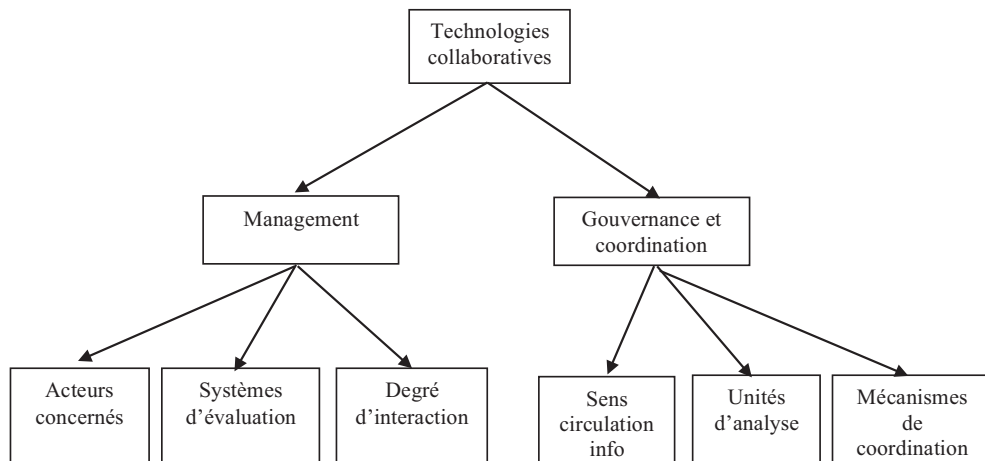 Technologies
collaboratives
Management
Gouvernance et
coordination
Acteurs
concernés
Systèmes
d’évaluation
Degré
d’interaction
Sens
circulation
info
Unités
d’analyse
Mécanismes
de
coordination